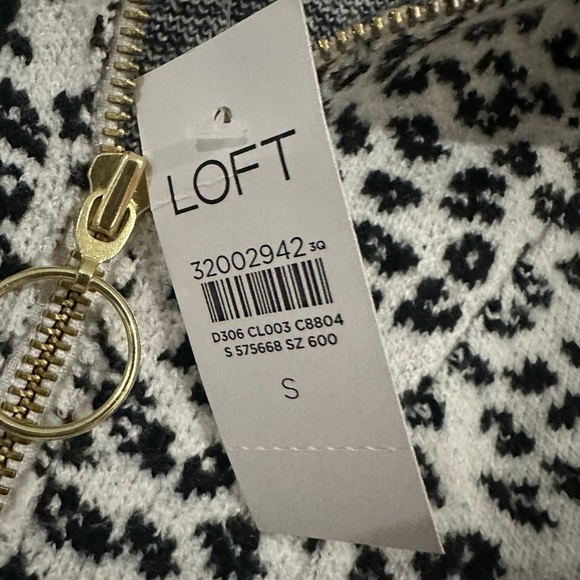 LOFT
32002942 3Q
D306 CL003 C8804
S 575668 SZ 600
S